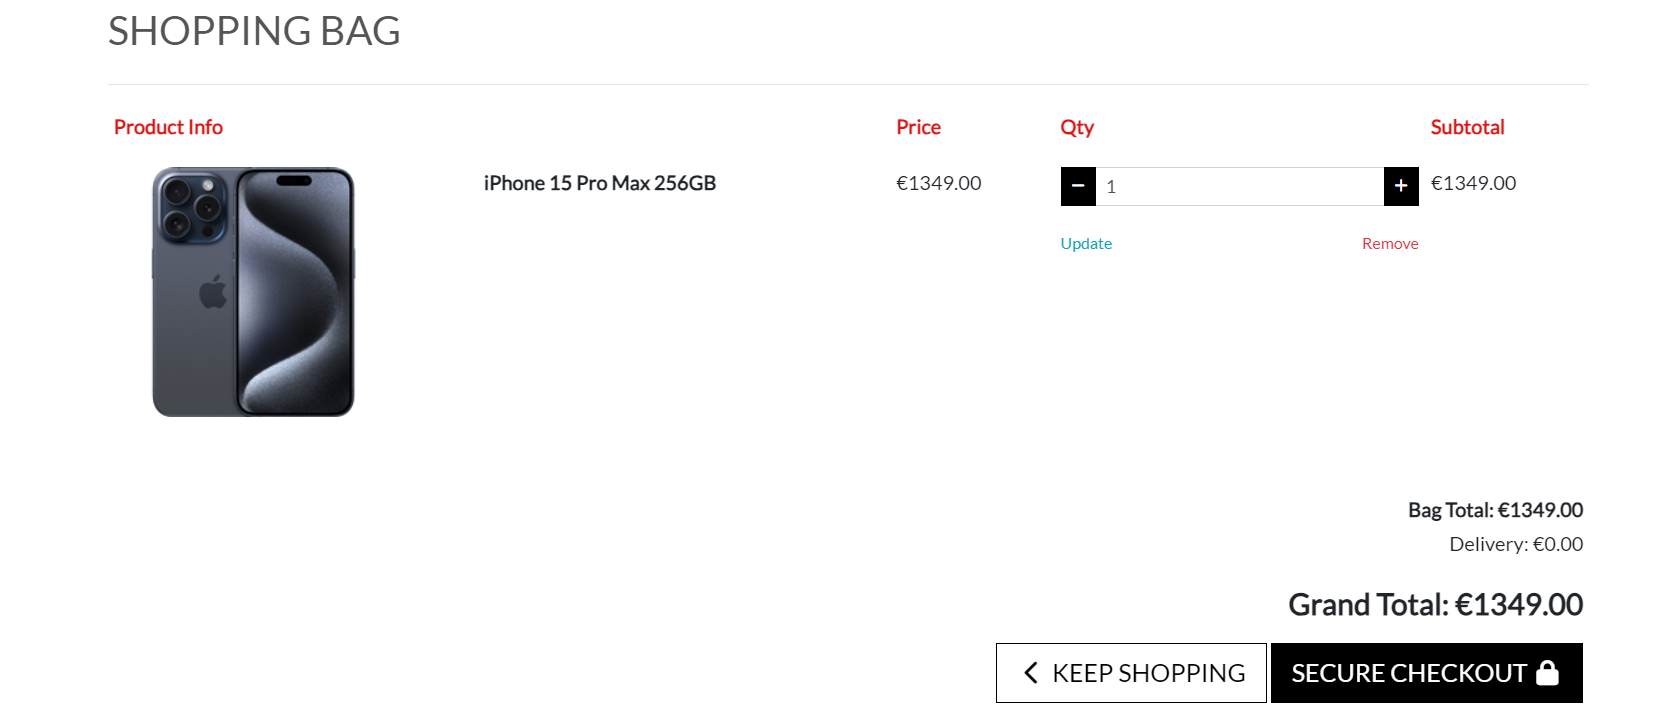 SHOPPING BAG
Product Info Price Qty Subtotal
iPhone 15 Pro Max 256GB €1349.00 1 €1349.00
Update Remove
Bag Total: €1349.00
Delivery: €0.00
Grand Total: €1349.00
KEEP SHOPPING SECURE CHECKOUT